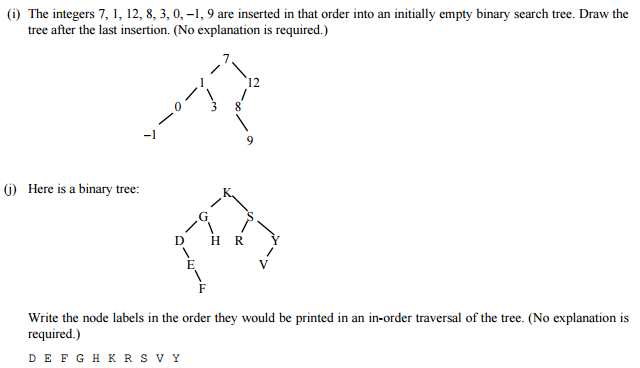 (i) The integers 7, 1, 12, 8, 3, 0, –1, 9 are inserted in that order into an initially empty binary search tree. Draw the
tree after the last insertion. (No explanation is required.)
7
1 12
0 3 8
–1 9
(j) Here is a binary tree:
K
G S
D H R Y
E V
F
Write the node labels in the order they would be printed in an in-order traversal of the tree. (No explanation is
required.)
D E F G H K R S V Y